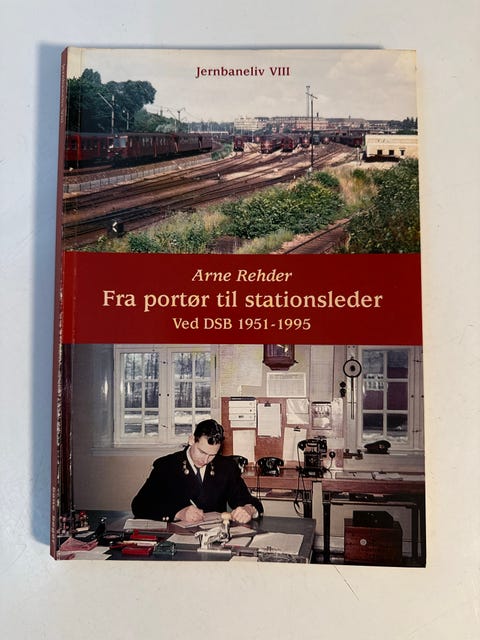 Jernbaneliv VIII
Arne Rehder
Fra portør til stationsleder
Ved DSB 1951-1995